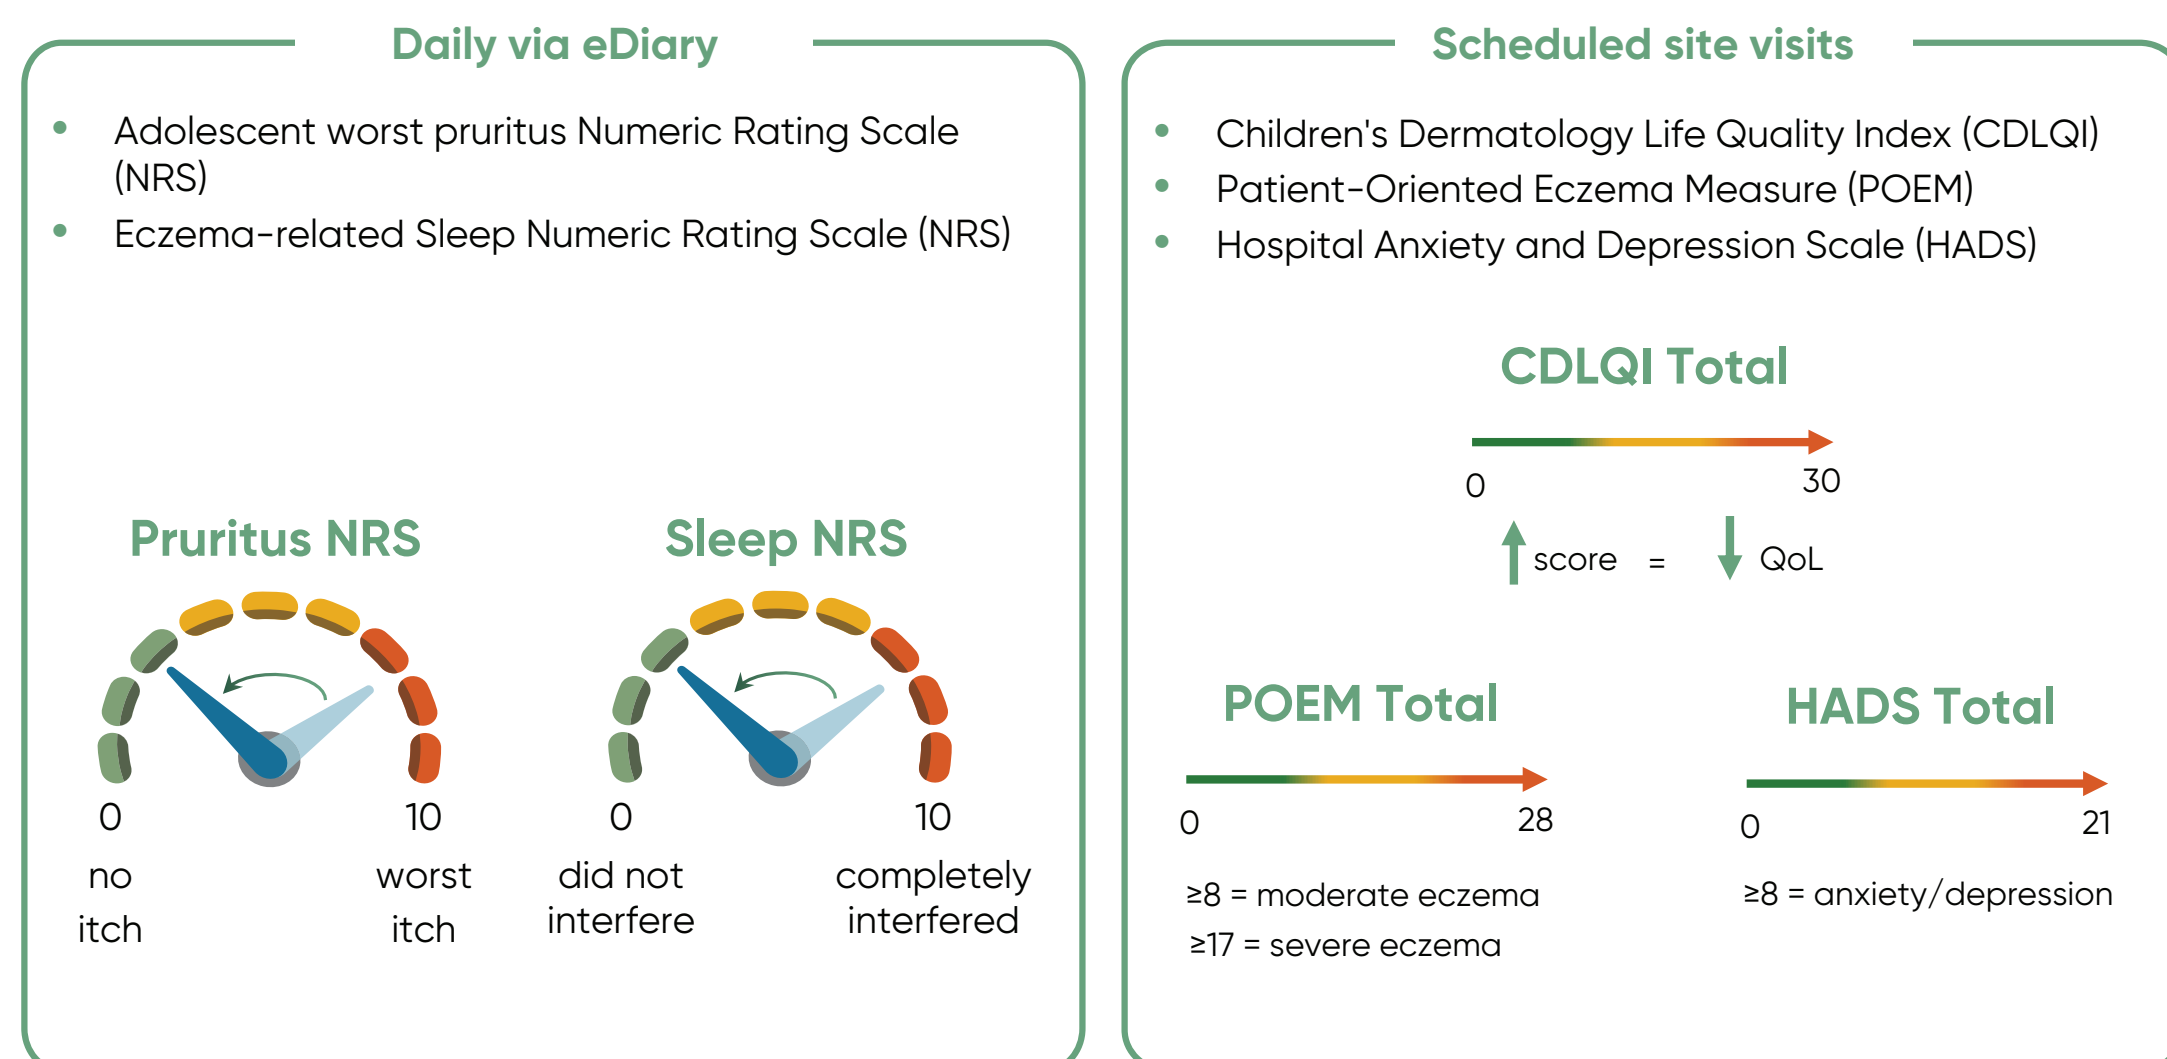 Daily via eDiary
• Adolescent worst pruritus Numeric Rating Scale
(NRS)
• Eczema-related Sleep Numeric Rating Scale (NRS)
Pruritus NRS
0
10
no
itch
worst
itch
Sleep NRS
0
10
did not
interfere
completely
interfered
Scheduled site visits
• Children's Dermatology Life Quality Index (CDLQI)
• Patient-Oriented Eczema Measure (POEM)
• Hospital Anxiety and Depression Scale (HADS)
CDLQI Total
0
30
score = QoL
POEM Total
0
28
≥8 = moderate eczema
≥17 = severe eczema
HADS Total
0
21
≥8 = anxiety/depression